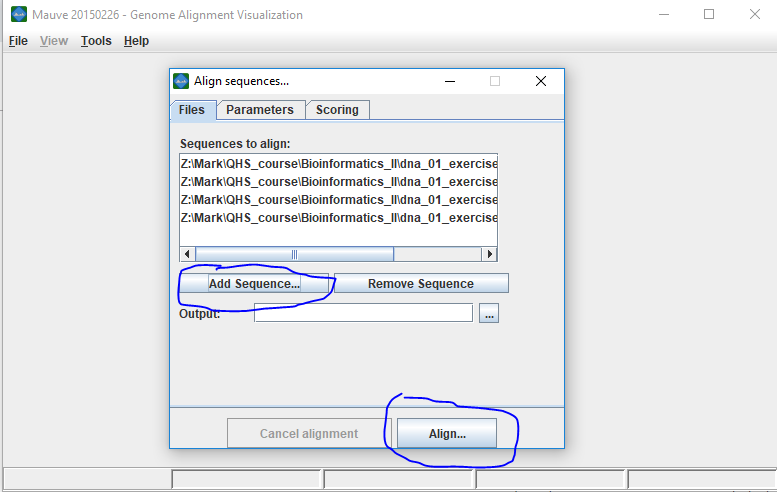 Mauve 20150226 - Genome Alignment Visualization
File View Tools Help
Align sequences...
Files Parameters Scoring
Sequences to align:
Z:\Mark\QHS_course\Bioinformatics_II\dna_01_exercise
Z:\Mark\QHS_course\Bioinformatics_II\dna_01_exercise
Z:\Mark\QHS_course\Bioinformatics_II\dna_01_exercise
Z:\Mark\QHS_course\Bioinformatics_II\dna_01_exercise
Add Sequence... Remove Sequence
Output: ...
Cancel alignment Align...